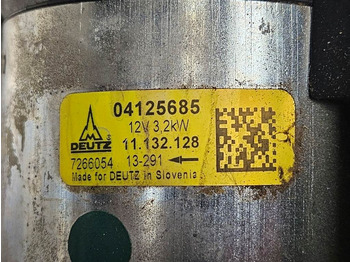 04125685
12V 3,2kW
DEUTZ 11.132.128
7266054 13-291
Made for DEUTZ in Slovenia